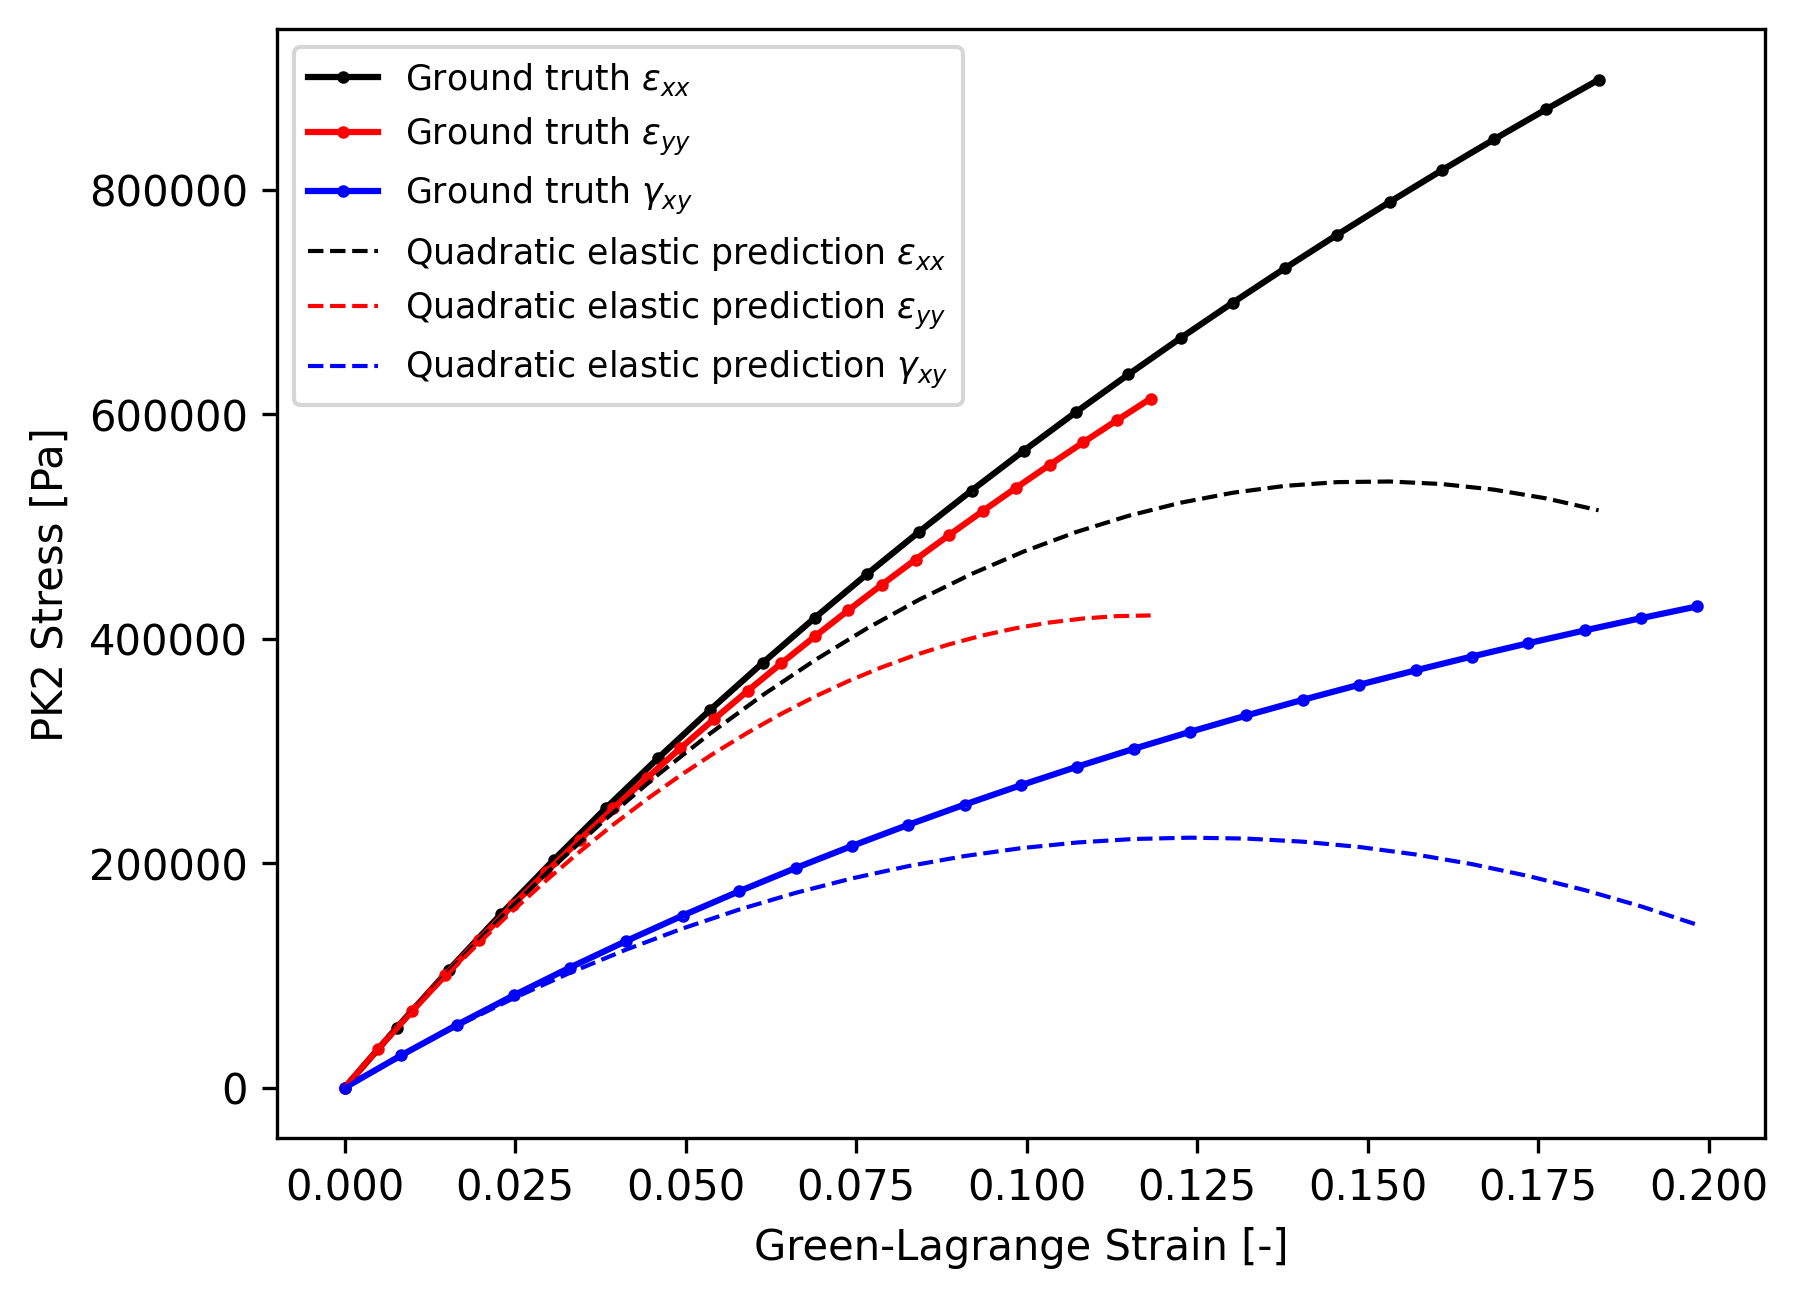 Ground truth ε_xx
Ground truth ε_yy
Ground truth γ_xy
Quadratic elastic prediction ε_xx
Quadratic elastic prediction ε_yy
Quadratic elastic prediction γ_xy
800000
600000
400000
200000
0
PK2 Stress [Pa]
0.000 0.025 0.050 0.075 0.100 0.125 0.150 0.175 0.200
Green-Lagrange Strain [-]